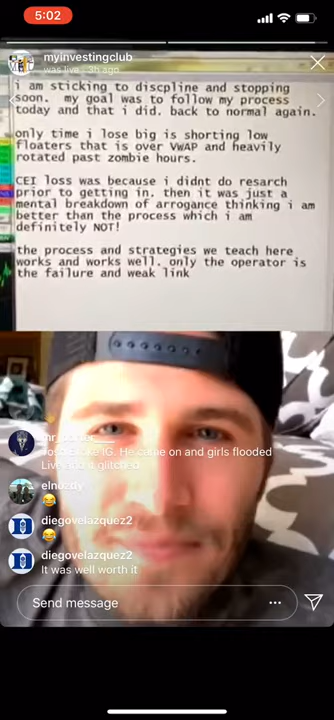 5:02
myinvestingclub
was live · 3h ago
i am sticking to discpline and stopping
soon. my goal was to follow my process
today and that i did. back to normal again.
only time i lose big is shorting low
floaters that is over VWAP and heavily
rotated past zombie hours.
CEI loss was because i didnt do resarch
prior to getting in. then it was just a
mental breakdown of arrogance thinking i am
better than the process which i am
definitely NOT!
the process and strategies we teach here
works and works well. only the operator is
the failure and weak link
IG. He came on and girls flooded
Live and it glitched
elnuzdy
😂
diegovelazquez2
😂
diegovelazquez2
It was well worth it
Send message